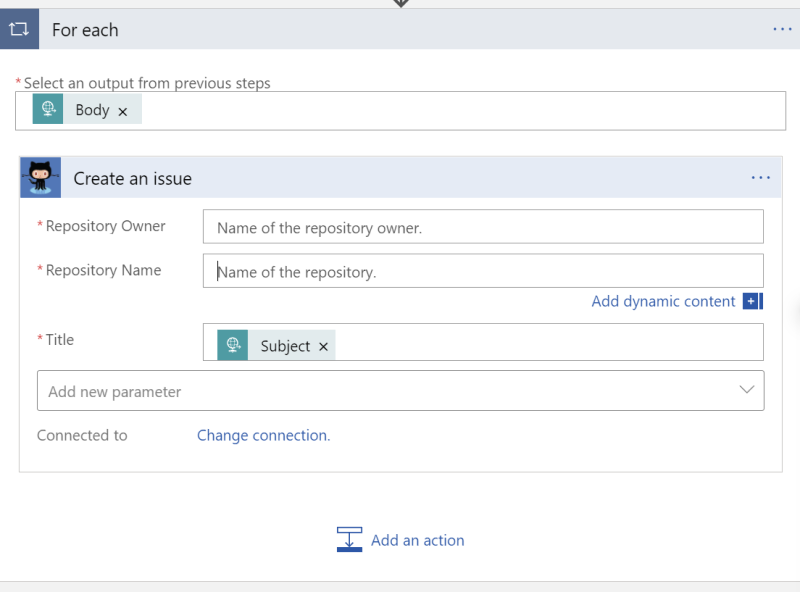 For each
* Select an output from previous steps
Body ×
Create an issue
* Repository Owner Name of the repository owner.
* Repository Name Name of the repository.
Add dynamic content
* Title Subject ×
Add new parameter
Connected to Change connection.
Add an action